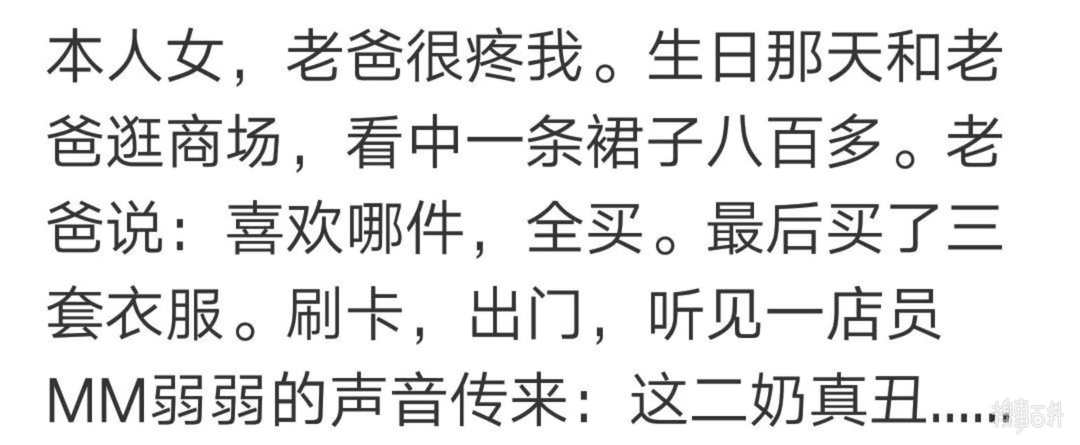 本人女，老爸很疼我。生日那天和老
爸逛商场，看中一条裙子八百多。老
爸说：喜欢哪件，全买。最后买了三
套衣服。刷卡，出门，听见一店员
MM弱弱的声音传来：这二奶真丑......